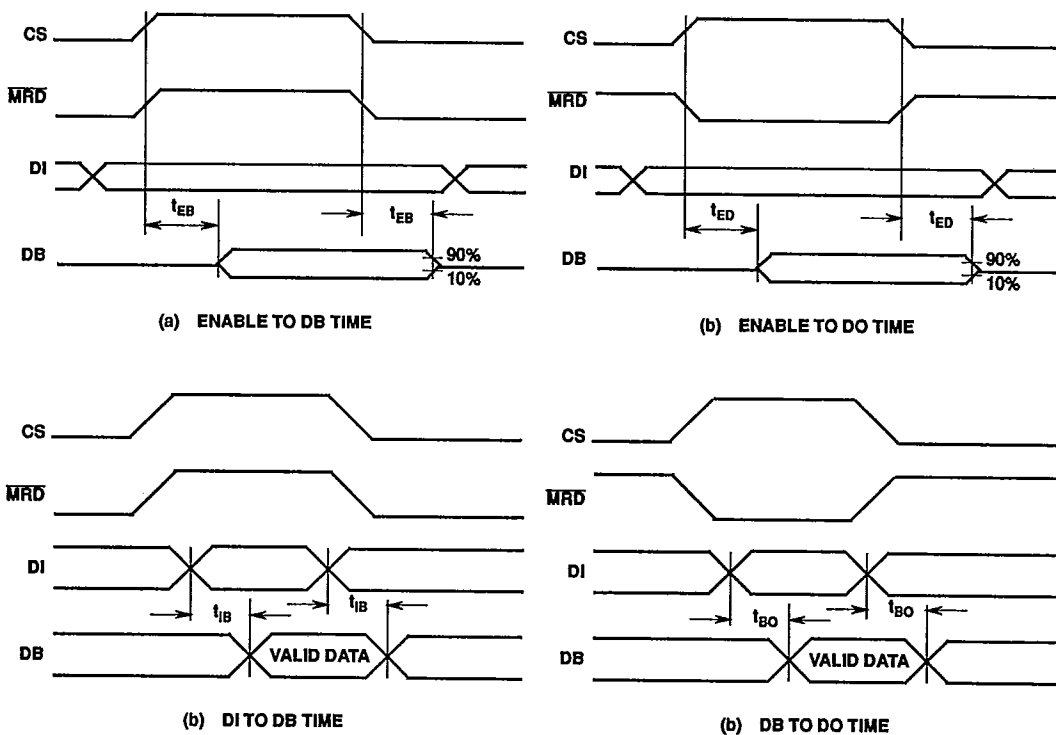 CS
MRD
DI
tEB
tEB
DB
90%
10%
(a) ENABLE TO DB TIME
CS
MRD
DI
tED
tED
DB
90%
10%
(b) ENABLE TO DO TIME
CS
MRD
DI
tIB
tIB
DB
VALID DATA
(b) DI TO DB TIME
CS
MRD
DI
tBO
tBO
DB
VALID DATA
(b) DB TO DO TIME